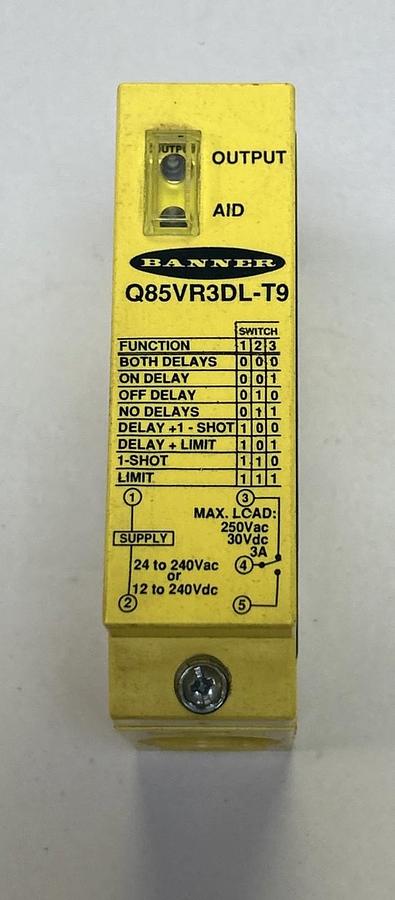 OUTPUT
OUTPUT
AID
BANNER
Q85VR3DL-T9
SWITCH
FUNCTION 1 2 3
BOTH DELAYS 0 0 0
ON DELAY 0 0 1
OFF DELAY 0 1 0
NO DELAYS 0 1 1
DELAY +1 - SHOT 1 0 0
DELAY + LIMIT 1 0 1
1-SHOT 1 1 0
LIMIT 1 1 1
1 3
MAX. LOAD:
250Vac
30Vdc
3A
SUPPLY
4
24 to 240Vac
or
12 to 240Vdc
2 5